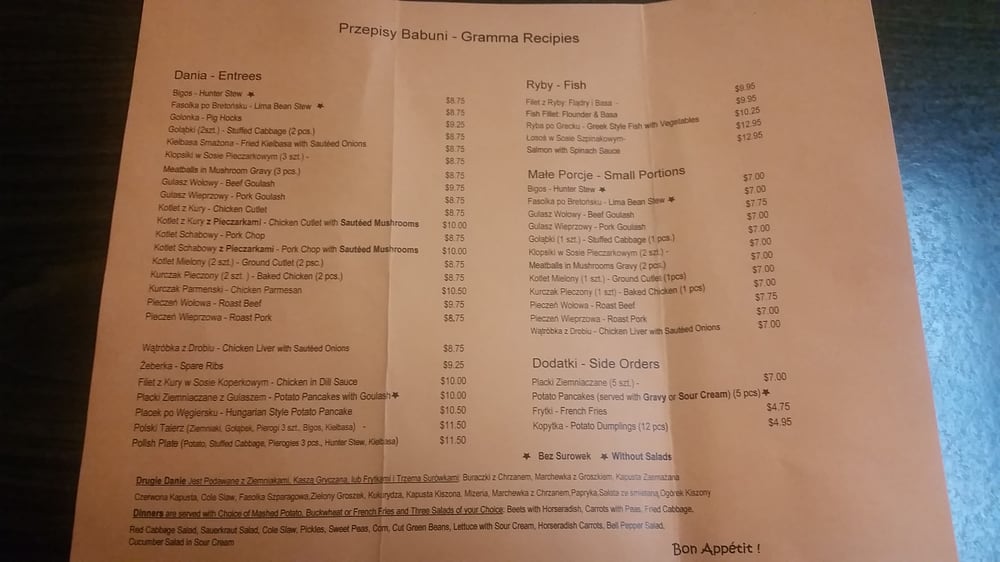 Przepisy Babuni - Gramma Recipies
Dania - Entrees
Bigos - Hunter Stew ★
Fasolka po Bretońsku - Lima Bean Stew ★ $8.75
Golonka - Pig Hocks $8.75
Gołąbki (2szt.) - Stuffed Cabbage (2 pcs.) $9.25
Kiełbasa Smażona - Fried Kielbasa with Sautéed Onions $8.75
Klopsiki w Sosie Pieczarkowym (3 szt.) - $8.75
Meatballs in Mushroom Gravy (3 pcs.) $8.75
Gulasz Wołowy - Beef Goulash $8.75
Gulasz Wieprzowy - Pork Goulash $9.75
Kotlet z Kury - Chicken Cutlet $8.75
Kotlet z Kury z Pieczarkami - Chicken Cutlet with Sautéed Mushrooms $8.75
Kotlet Schabowy - Pork Chop $10.00
Kotlet Schabowy z Pieczarkami - Pork Chop with Sautéed Mushrooms $8.75
Kotlet Mielony (2 szt.) - Ground Cutlet (2 psc.) $10.00
Kurczak Pieczony (2 szt. ) - Baked Chicken (2 pcs.) $8.75
Kurczak Parmenski - Chicken Parmesan $8.75
Pieczeń Wołowa - Roast Beef $10.50
Pieczeń Wieprzowa - Roast Pork $9.75
$8.75
Wątróbka z Drobiu - Chicken Liver with Sautéed Onions $8.75
Żeberka - Spare Ribs $9.25
Filet z Kury w Sosie Koperkowym - Chicken in Dill Sauce $10.00
Placki Ziemniaczane z Gulaszem - Potato Pancakes with Goulash ★ $10.00
Placek po Węgiersku - Hungarian Style Potato Pancake $10.50
Polski Talerz (Ziemniaki, Gołąbek, Pierogi 3 szt., Bigos, Kiełbasa) - $11.50
Polish Plate (Potato, Stuffed Cabbage, Pierogies 3 pcs., Hunter Stew, Kielbasa) $11.50
Ryby - Fish
Filet z Ryby: Flądry i Basa - $9.95
Fish Fillet: Flounder & Basa $9.95
Ryba po Grecku - Greek Style Fish with Vegetables $10.25
Łosoś w Sosie Szpinakowym- $12.95
Salmon with Spinach Sauce $12.95
Małe Porcje - Small Portions
Bigos - Hunter Stew ★ $7.00
Fasolka po Bretońsku - Lima Bean Stew ★ $7.00
Gulasz Wołowy - Beef Goulash $7.75
Gulasz Wieprzowy - Pork Goulash $7.00
Gołąbki (1 szt.) - Stuffed Cabbage (1 pcs.) $7.00
Klopsiki w Sosie Pieczarkowym (2 szt.) - $7.00
Meatballs in Mushrooms Gravy (2 pcs.) $7.00
Kotlet Mielony (1 szt.) - Ground Cutlet (1pcs) $7.00
Kurczak Pieczony (1 szt) - Baked Chicken (1 pcs) $7.00
Pieczeń Wołowa - Roast Beef $7.75
Pieczeń Wieprzowa - Roast Pork $7.00
Wątróbka z Drobiu - Chicken Liver with Sautéed Onions $7.00
Dodatki - Side Orders
Placki Ziemniaczane (5 szt.) -
Potato Pancakes (served with Gravy or Sour Cream) (5 pcs) ★ $7.00
Frytki - French Fries $4.75
Kopytka - Potato Dumplings (12 pcs) $4.95
★ Bez Surowek ★ Without Salads
Drugie Danie Jest Podawane z Ziemniakami, Kasza Gryczana, lub Frytkami i Trzema Surówkami: Buraczki z Chrzanem, Marchewka z Groszkiem, Kapusta Zasmazana
Czerwona Kapusta, Cole Slaw, Fasolka Szparagowa,Zielony Groszek, Kukurydza, Kapusta Kiszona, Mizeria, Marchewka z Chrzanem,Papryka,Salata ze smietana,Ogórek Kiszony
Dinners are served with Choice of Mashed Potato, Buckwheat or French Fries and Three Salads of your Choice: Beets with Horseradish, Carrots with Peas, Fried Cabbage,
Red Cabbage Salad, Sauerkraut Salad, Cole Slaw, Pickles, Sweet Peas, Corn, Cut Green Beans, Lettuce with Sour Cream, Horseradish Carrots, Bell Pepper Salad,
Cucumber Salad in Sour Cream
Bon Appétit !